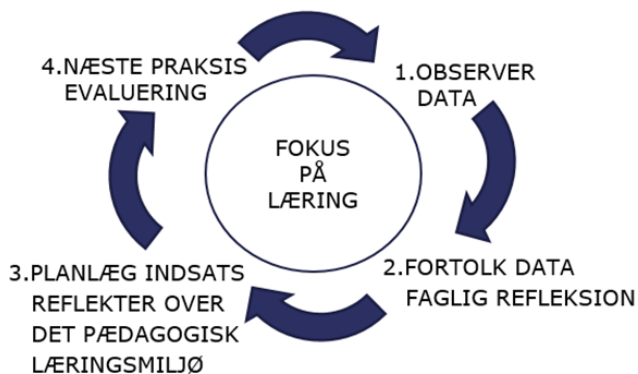 1.OBSERVER
DATA
2.FORTOLK DATA
FAGLIG REFLEKSION
3.PLANLÆG INDSATS
REFLEKTER OVER
DET PÆDAGOGISK
LÆRINGSMILJØ
4.NÆSTE PRAKSIS
EVALUERING
FOKUS
PÅ
LÆRING